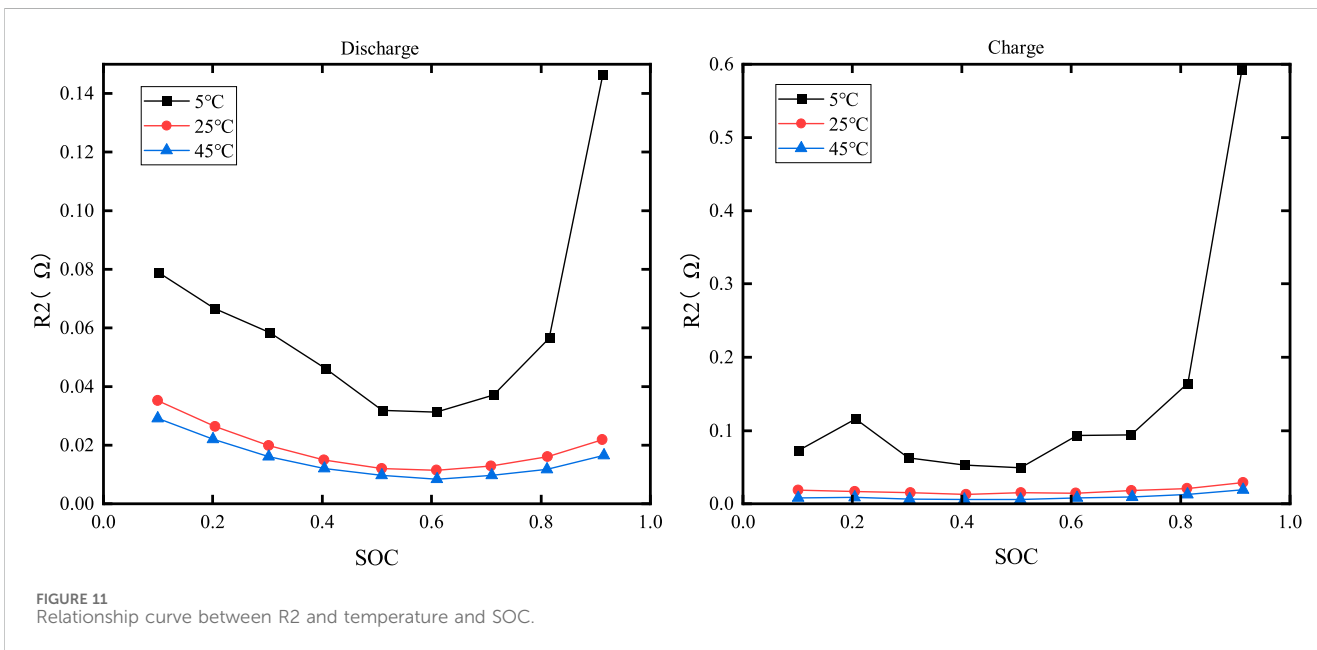 Discharge
0.14
0.12
0.10
0.08
0.06
0.04
0.02
0.00
R2( Ω)
5℃
25℃
45℃
0.0 0.2 0.4 0.6 0.8 1.0
SOC
Charge
0.6
0.5
0.4
0.3
0.2
0.1
0.0
R2( Ω)
5℃
25℃
45℃
0.0 0.2 0.4 0.6 0.8 1.0
SOC
FIGURE 11
Relationship curve between R2 and temperature and SOC.